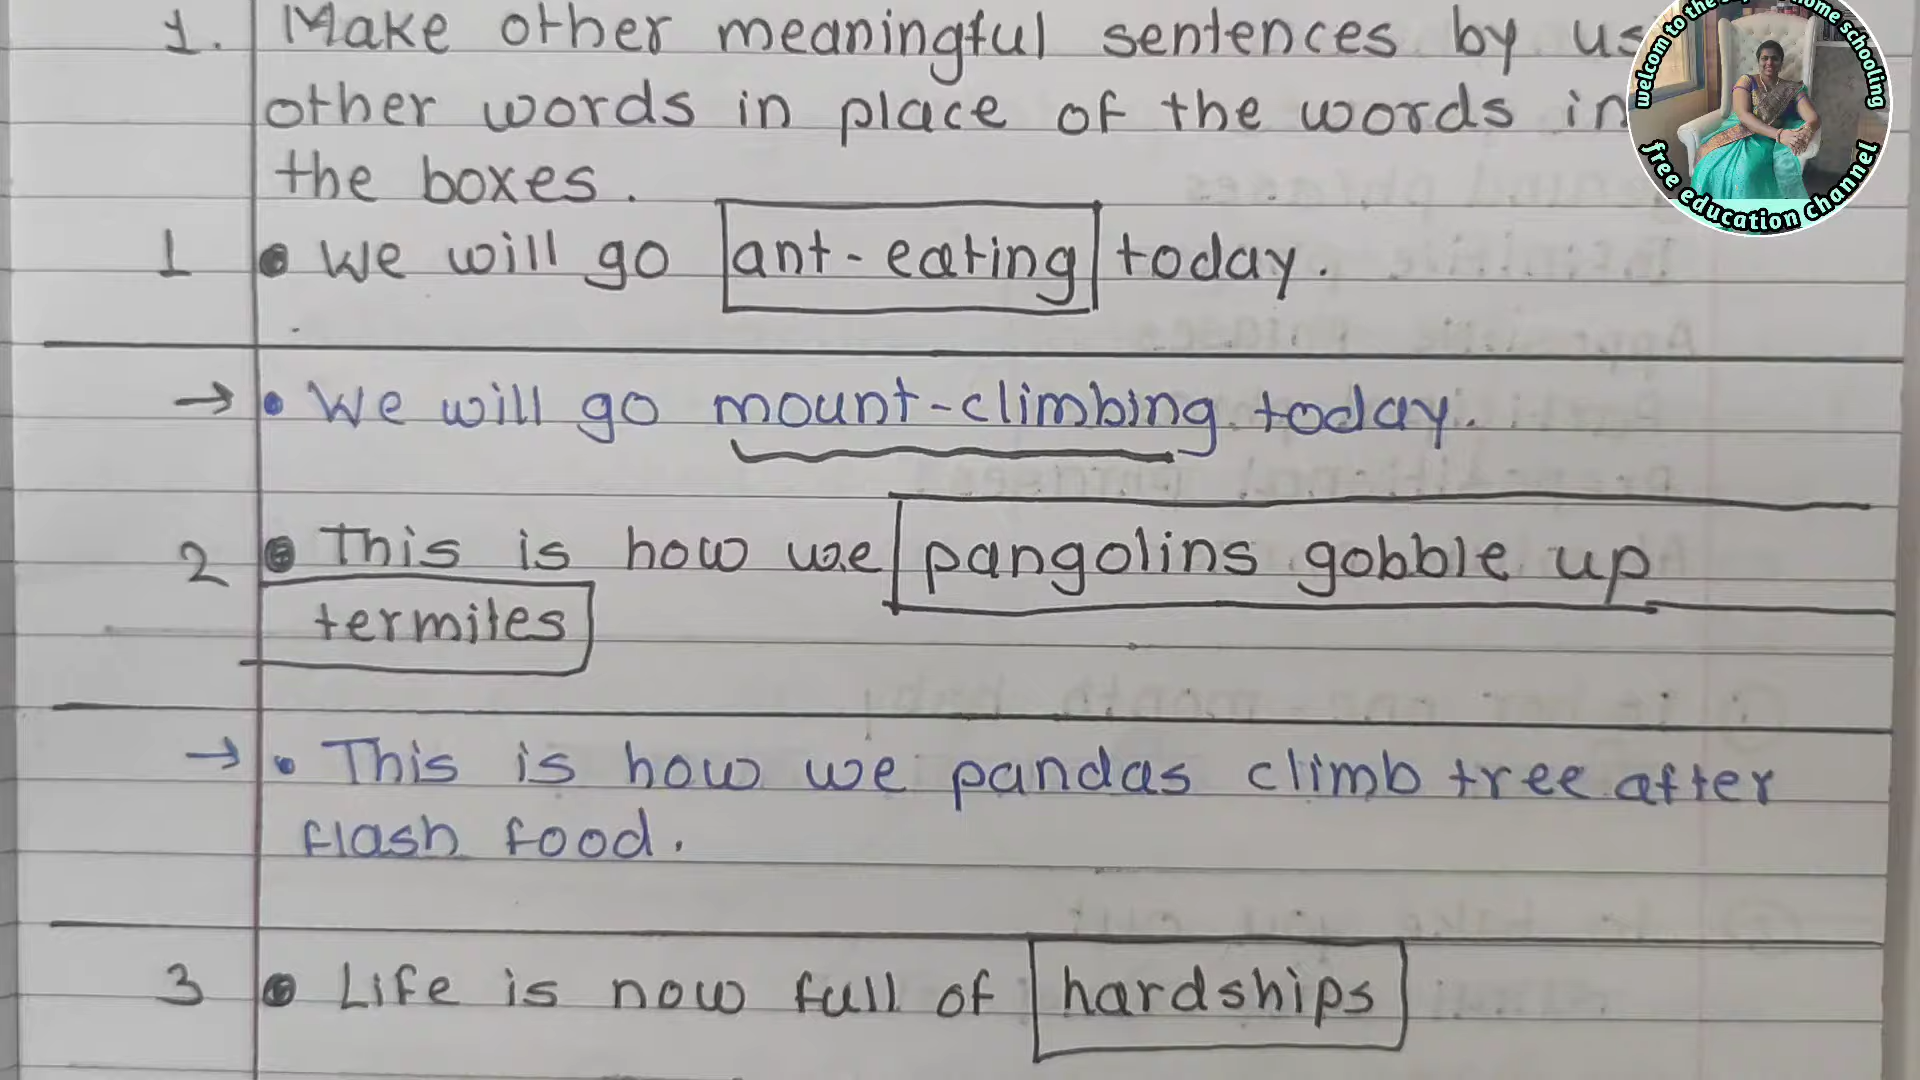 1. Make other meaningful sentences by us
other words in place of the words in
the boxes.
1 • We will go ant-eating today.
→ • We will go mount-climbing today.
2 • This is how we pangolins gobble up
termiles
→ • This is how we pandas climb tree after
flash food.
3 • Life is now full of hardships
welcom to the home schooling
free education channel